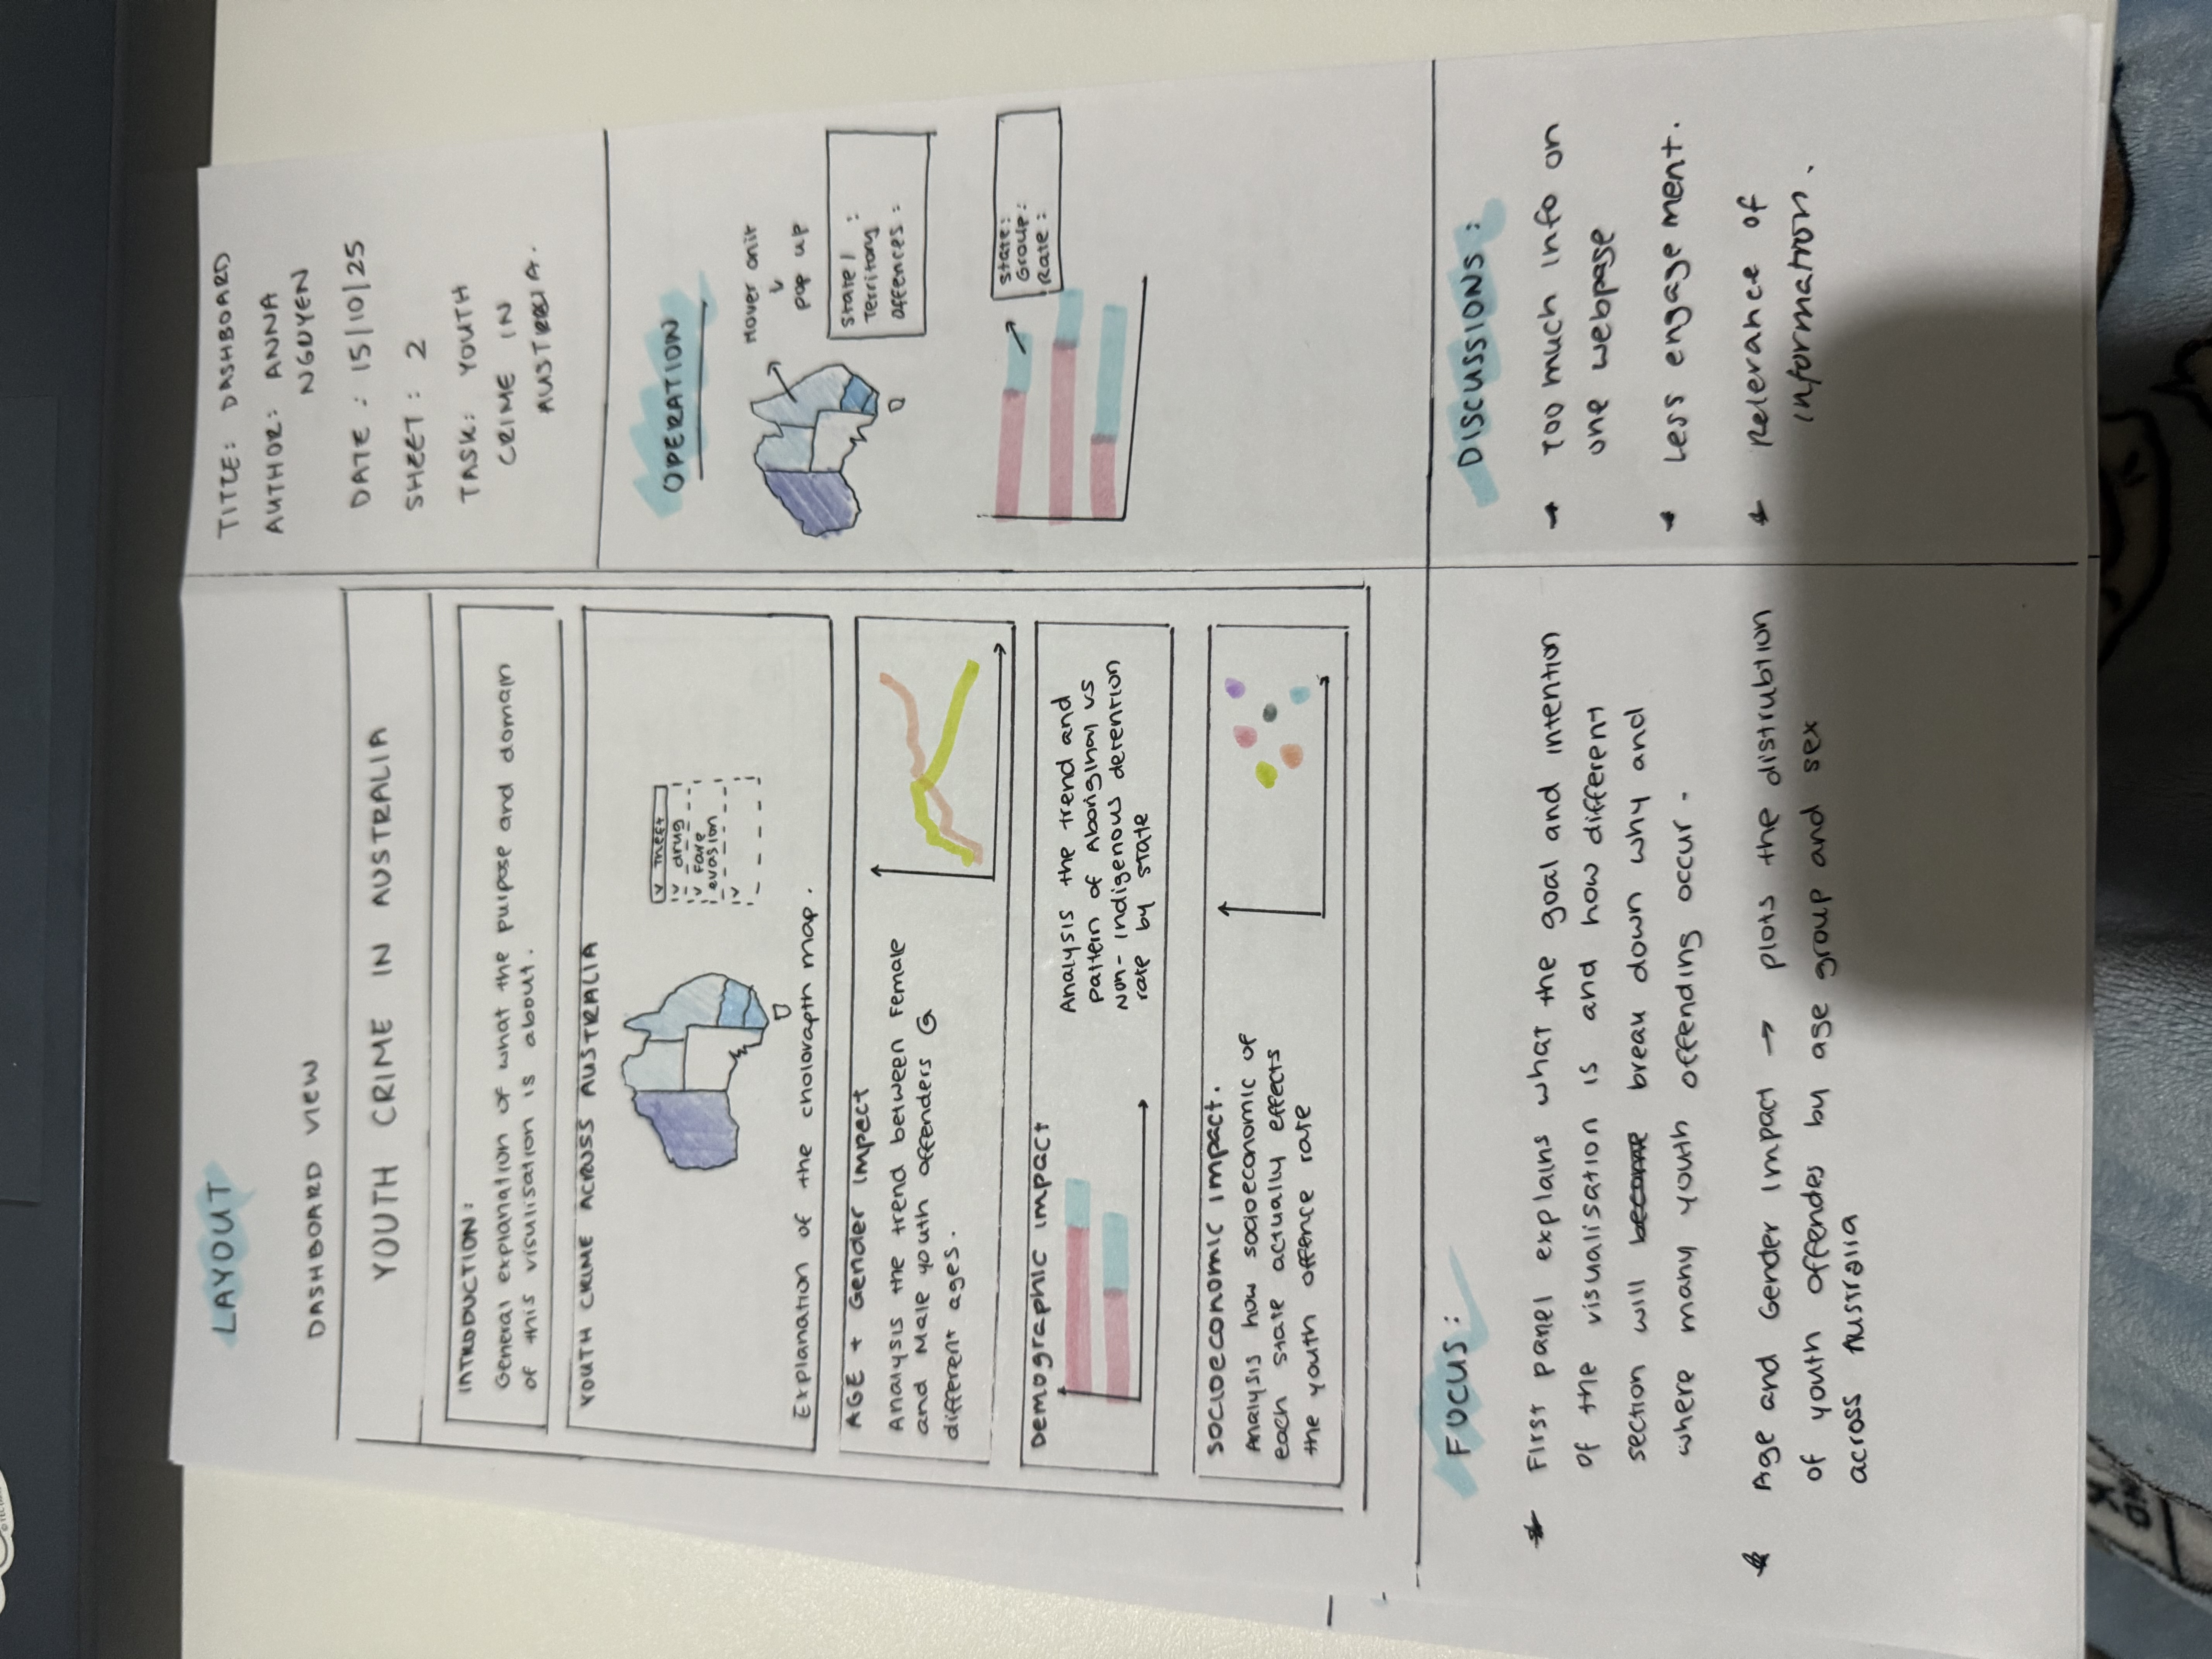 LAYOUT
DASHBOARD VIEW
YOUTH CRIME IN AUSTRALIA
INTRODUCTION:
General explanation of what the purpose and domain
of this visulisation is about.
YOUTH CRIME ACROSS AUSTRALIA
v theft
v drug
v Fare
evasion
v
Explanation of the cholorapth map.
AGE + Gender impact
Analysis the trend between Female
and Male youth offenders @
different ages.
Demographic impact
Analysis the trend and
pattern of Aboriginal vs
Non-indigenous detention
rate by state
Socioeconomic impact.
Analysis how socioeconomic of
each state actually effects
the youth offence rate
TITLE: DASHBOARD
AUTHOR: ANNA
NGUYEN
DATE : 15/10/25
SHEET: 2
TASK: YOUTH
CRIME IN
AUSTRALIA.
OPERATION
Hover onit
pop up
State / :
Territory
Offences :
State:
Group:
Rate:
FOCUS:
First panel explains what the goal and intention
of the visualisation is and how different
section will become break down why and
where many youth offending occur.
Age and Gender Impact → plots the distrubtion
of youth offendes by age group and sex
across Australia
DISCUSSIONS:
Too much info on
one webpage
Less engagement.
Relevance of
information.